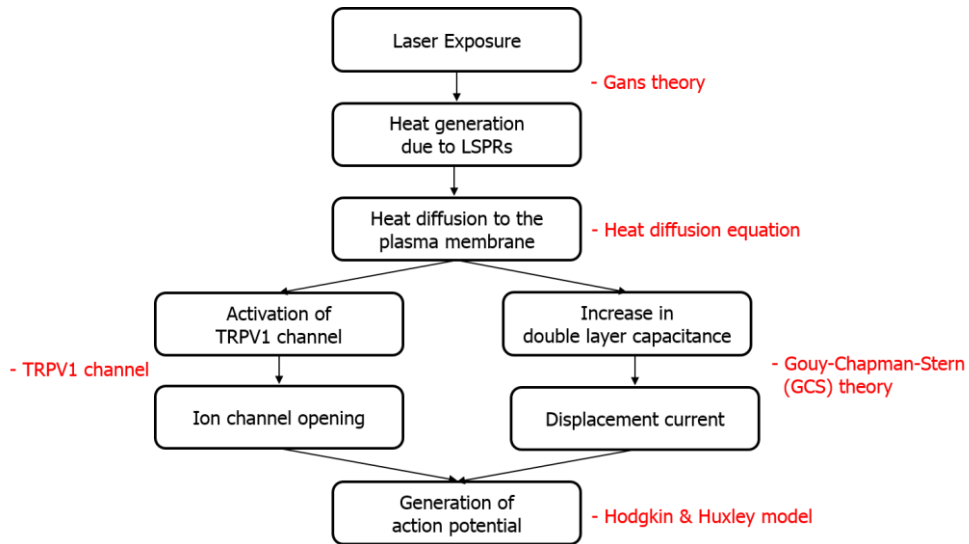 Laser Exposure
- Gans theory
Heat generation
due to LSPRs
Heat diffusion to the
plasma membrane
- Heat diffusion equation
Activation of
TRPV1 channel
Increase in
double layer capacitance
- TRPV1 channel
- Gouy-Chapman-Stern
(GCS) theory
Ion channel opening
Displacement current
Generation of
action potential
- Hodgkin & Huxley model